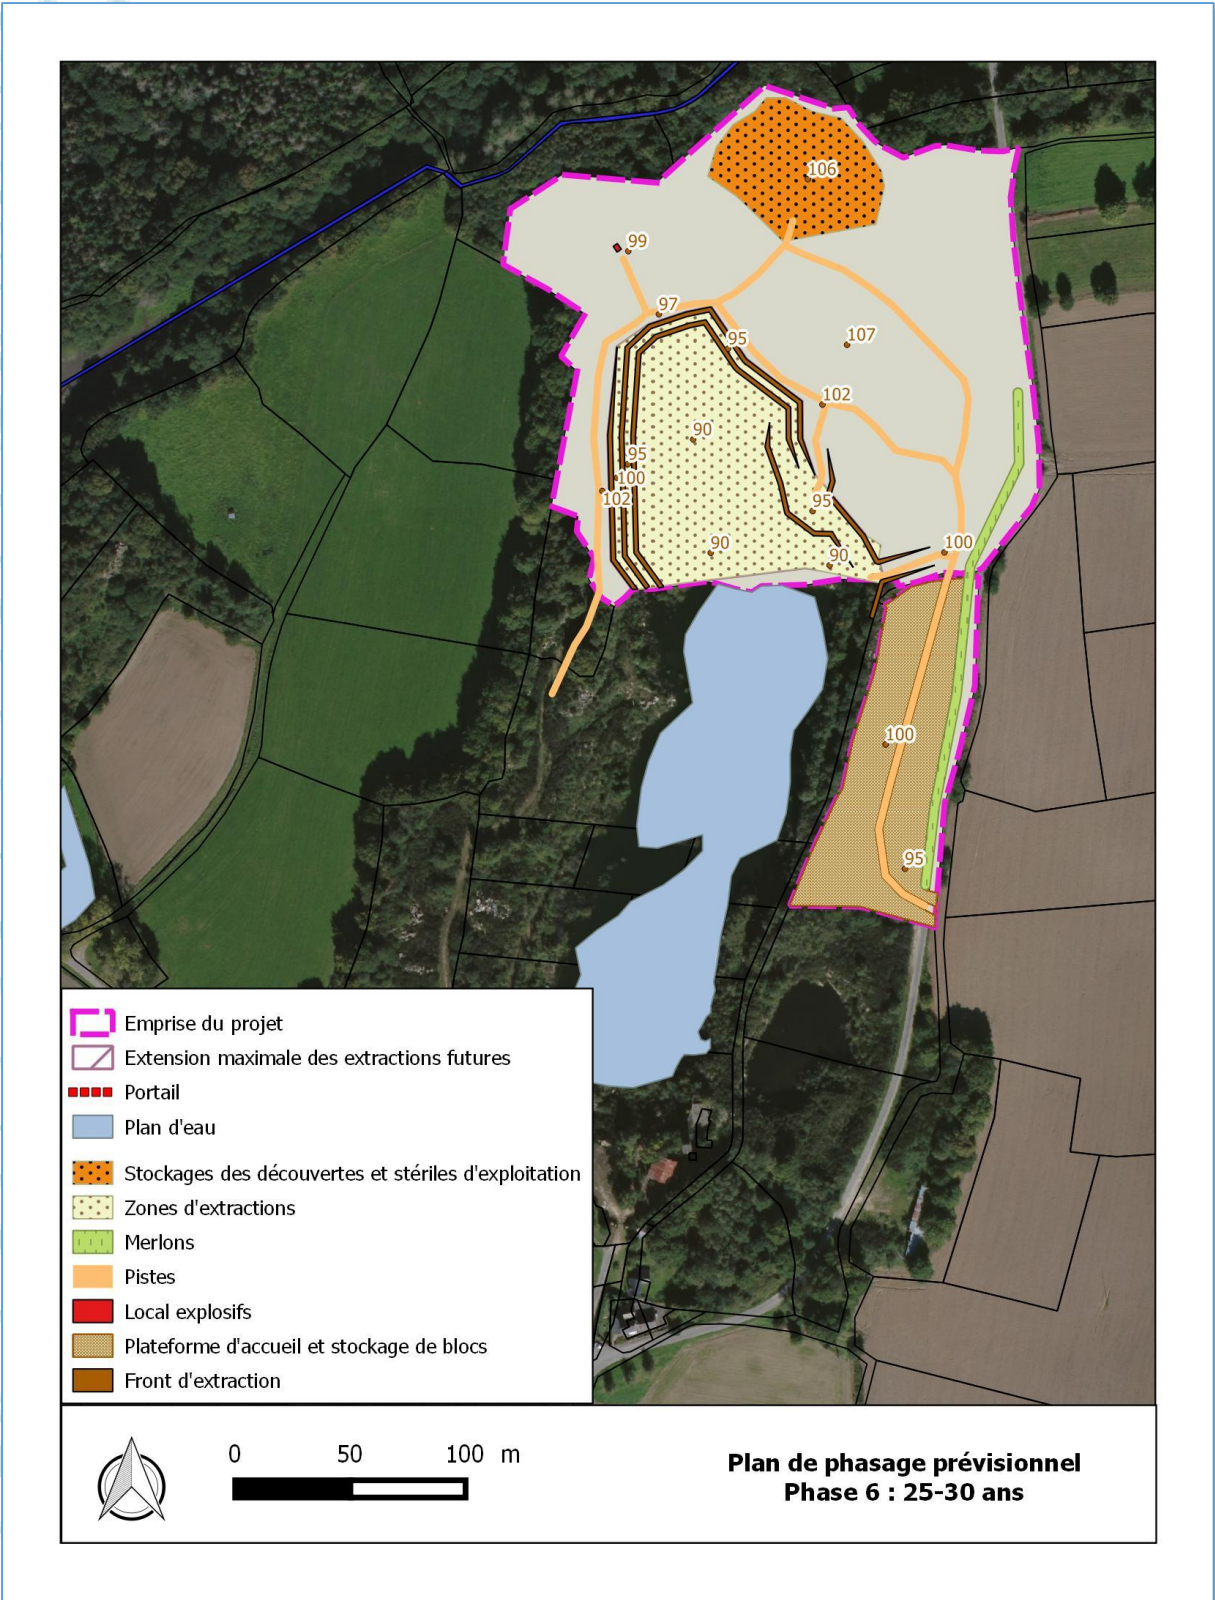 106
99
97
95
107
102
90
95
100
102
95
90
90
100
100
95
Emprise du projet
Extension maximale des extractions futures
Portail
Plan d'eau
Stockages des découvertes et stériles d'exploitation
Zones d'extractions
Merlons
Pistes
Local explosifs
Plateforme d'accueil et stockage de blocs
Front d'extraction
0 50 100 m
Plan de phasage prévisionnel
Phase 6 : 25-30 ans